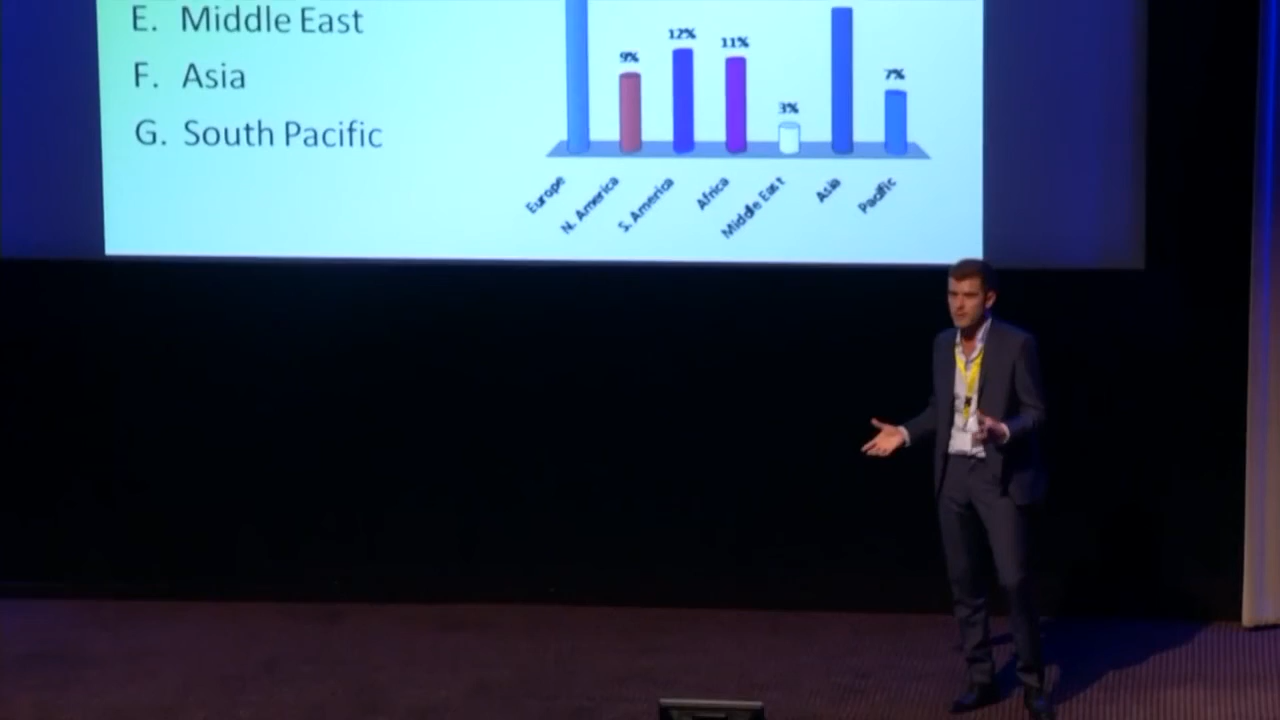 E. Middle East
F. Asia
G. South Pacific
12%
11%
9%
7%
3%
Europe
N. America
S. America
Africa
Middle East
Asia
Pacific